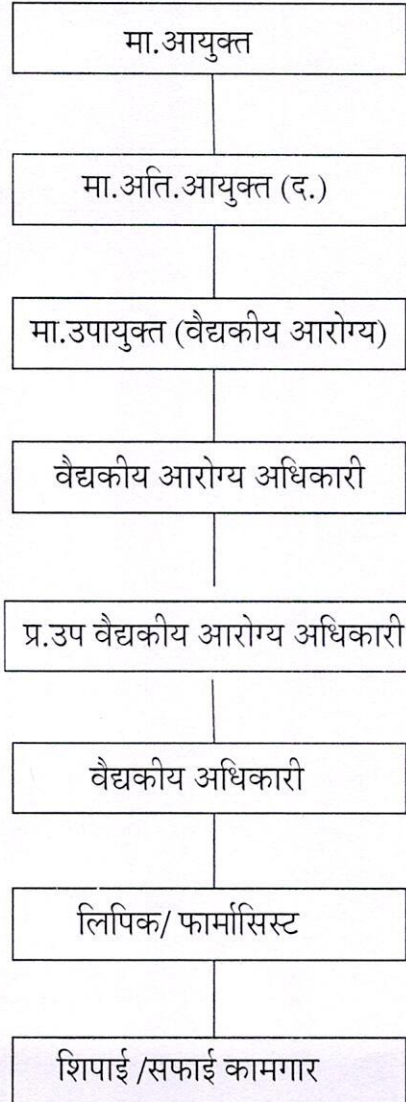 मा.आयुक्त
मा.अति.आयुक्त (द.)
मा.उपायुक्त (वैद्यकीय आरोग्य)
वैद्यकीय आरोग्य अधिकारी
प्र.उप वैद्यकीय आरोग्य अधिकारी
वैद्यकीय अधिकारी
लिपिक/ फार्मासिस्ट
शिपाई /सफाई कामगार